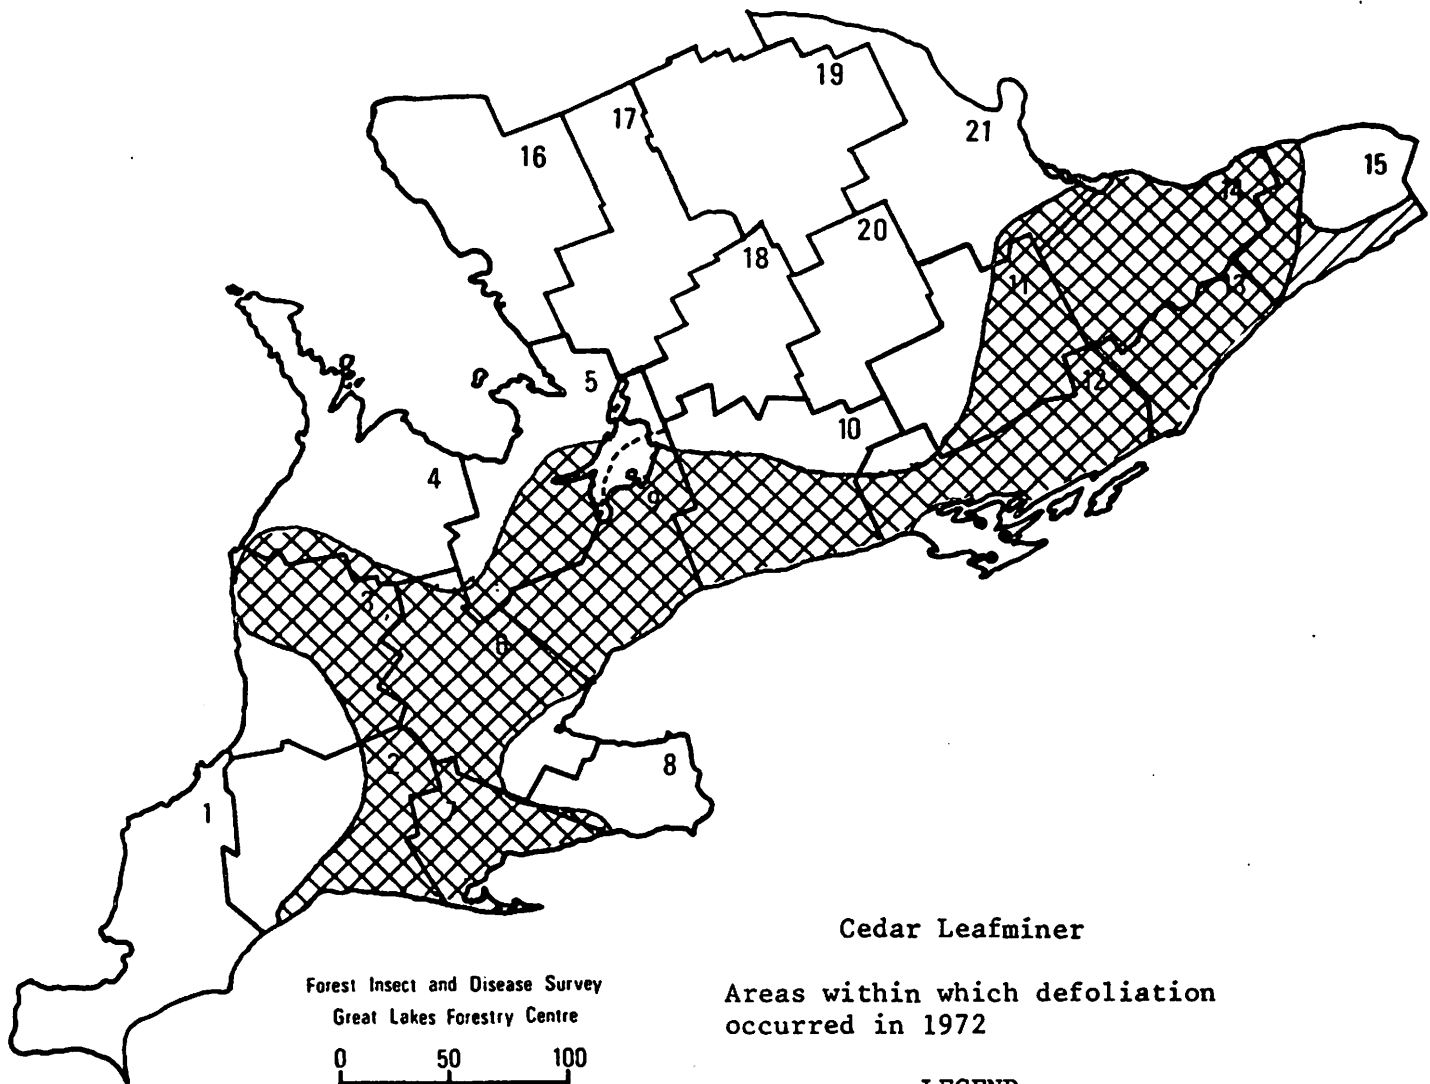 19
17
21
16
15
14
20
18
11
13
5
12
10
4
9
3
6
2
8
1
Cedar Leafminer
Forest Insect and Disease Survey
Great Lakes Forestry Centre
Areas within which defoliation
occurred in 1972
0 50 100
LEGEND